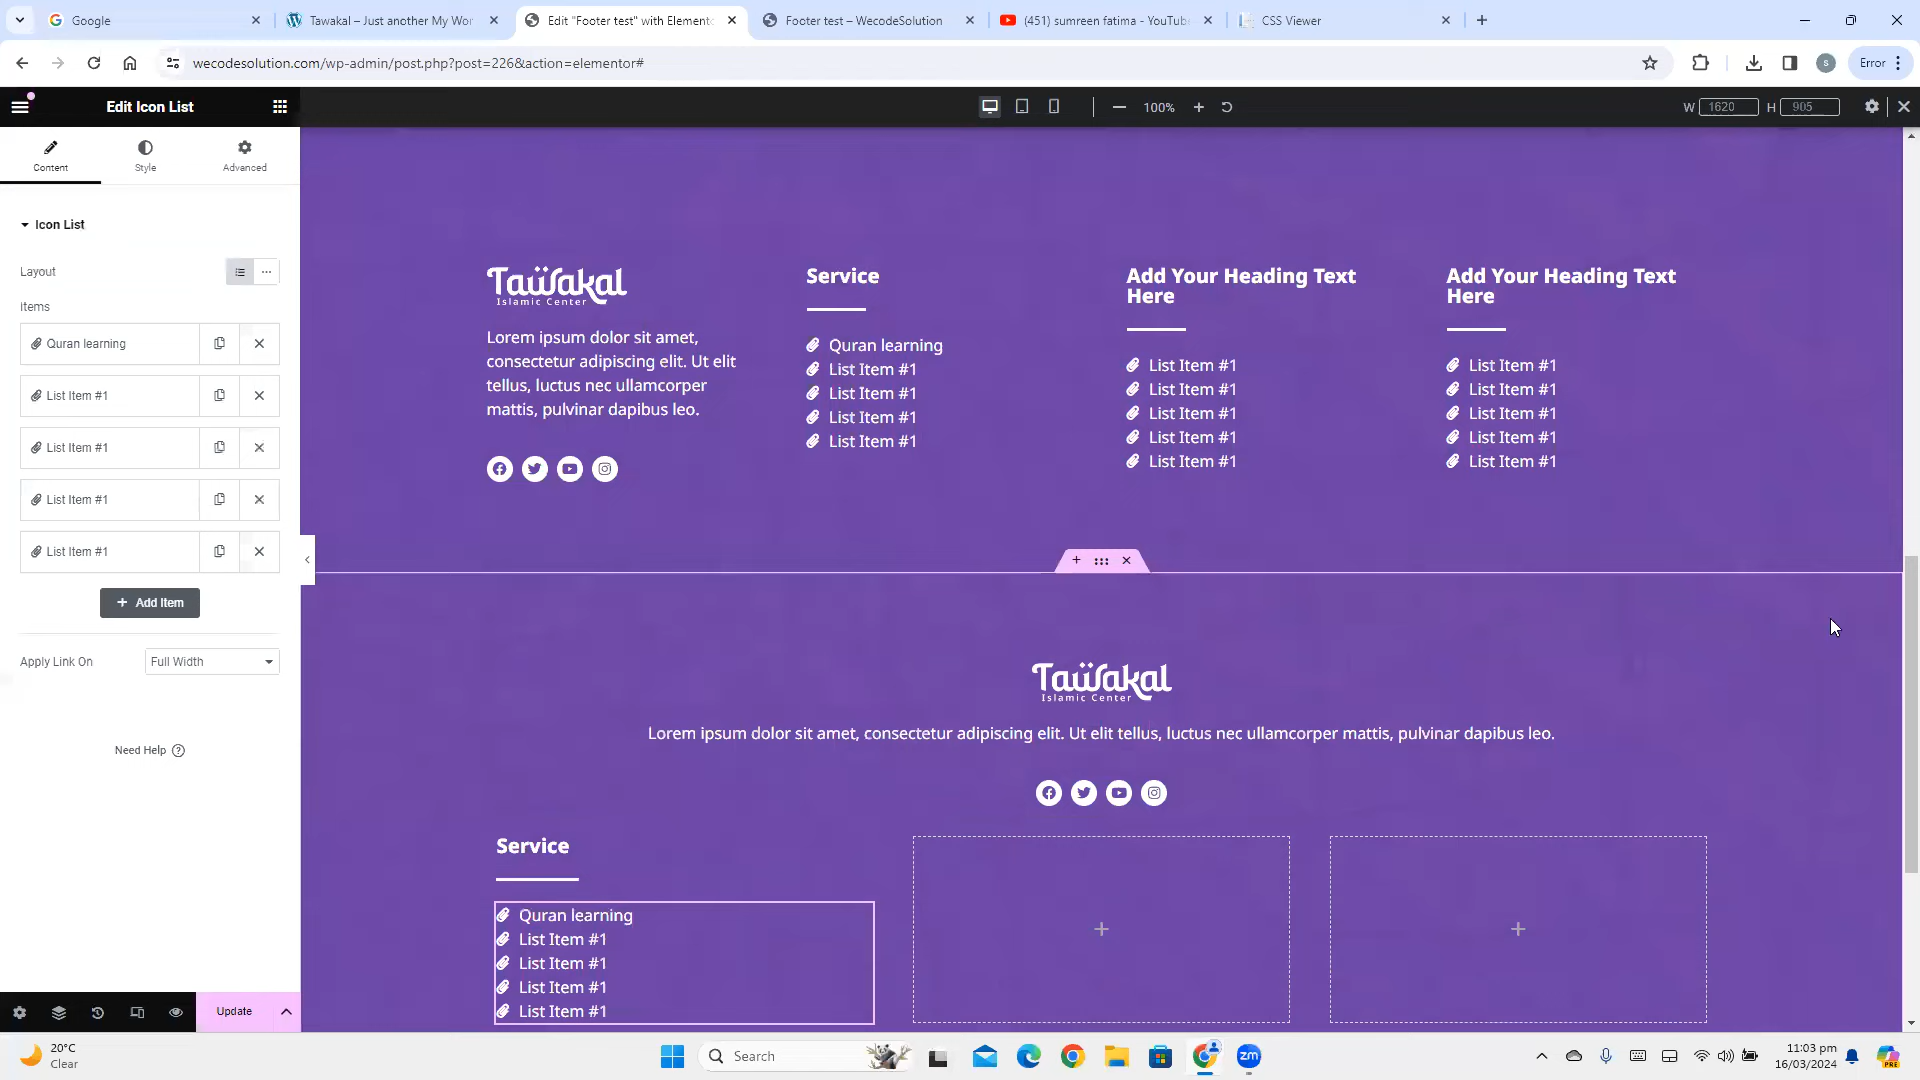 Google
Tawakal – Just another My Wor
Edit "Footer test" with Elemento
Footer test – WecodeSolution
(451) sumreen fatima - YouTube
CSS Viewer
wecodesolution.com/wp-admin/post.php?post=226&action=elementor#
S
Error
Edit Icon List
100%
W 1620 H 905
Content
Style
Advanced
Icon List
Layout
Items
Quran learning
List Item #1
List Item #1
List Item #1
List Item #1
+ Add Item
Apply Link On
Full Width
Need Help ?
Update
Tawakal
Islamic Center
Lorem ipsum dolor sit amet,
consectetur adipiscing elit. Ut elit
tellus, luctus nec ullamcorper
mattis, pulvinar dapibus leo.
Service
Quran learning
List Item #1
List Item #1
List Item #1
List Item #1
Add Your Heading Text
Here
List Item #1
List Item #1
List Item #1
List Item #1
List Item #1
Add Your Heading Text
Here
List Item #1
List Item #1
List Item #1
List Item #1
List Item #1
Tawakal
Islamic Center
Lorem ipsum dolor sit amet, consectetur adipiscing elit. Ut elit tellus, luctus nec ullamcorper mattis, pulvinar dapibus leo.
Service
Quran learning
List Item #1
List Item #1
List Item #1
List Item #1
20°C
Clear
Search
zm
11:03 pm
16/03/2024
PRE